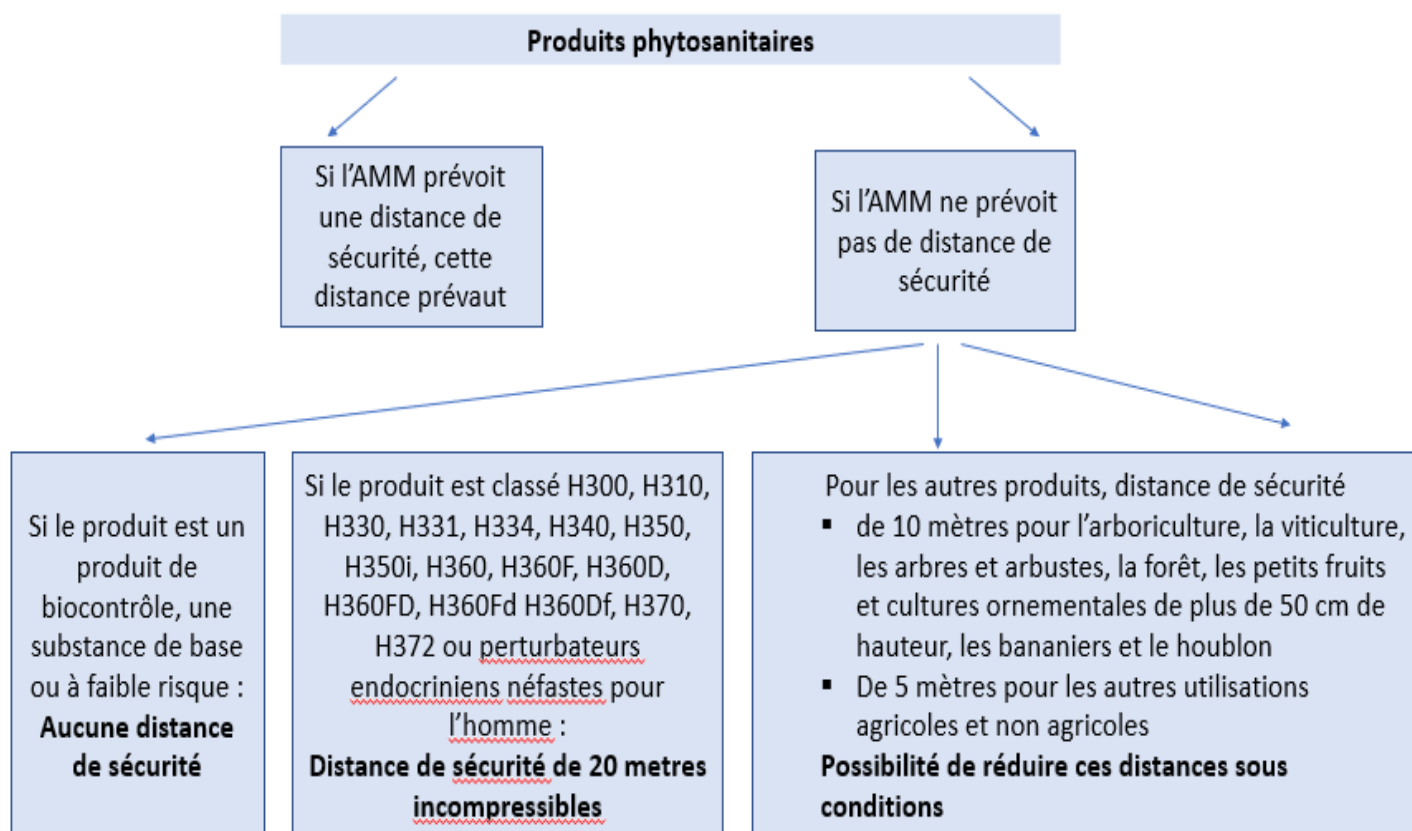 Produits phytosanitaires
Si l’AMM prévoit
une distance de
sécurité, cette
distance prévaut
Si l’AMM ne prévoit
pas de distance de
sécurité
Si le produit est un
produit de
biocontrôle, une
substance de base
ou à faible risque :
Aucune distance
de sécurité
Si le produit est classé H300, H310,
H330, H331, H334, H340, H350,
H350i, H360, H360F, H360D,
H360FD, H360Fd H360Df, H370,
H372 ou perturbateurs
endocriniens néfastes pour
l’homme :
Distance de sécurité de 20 metres
incompressibles
Pour les autres produits, distance de sécurité
▪ de 10 mètres pour l’arboriculture, la viticulture,
les arbres et arbustes, la forêt, les petits fruits
et cultures ornementales de plus de 50 cm de
hauteur, les bananiers et le houblon
▪ De 5 mètres pour les autres utilisations
agricoles et non agricoles
Possibilité de réduire ces distances sous
conditions